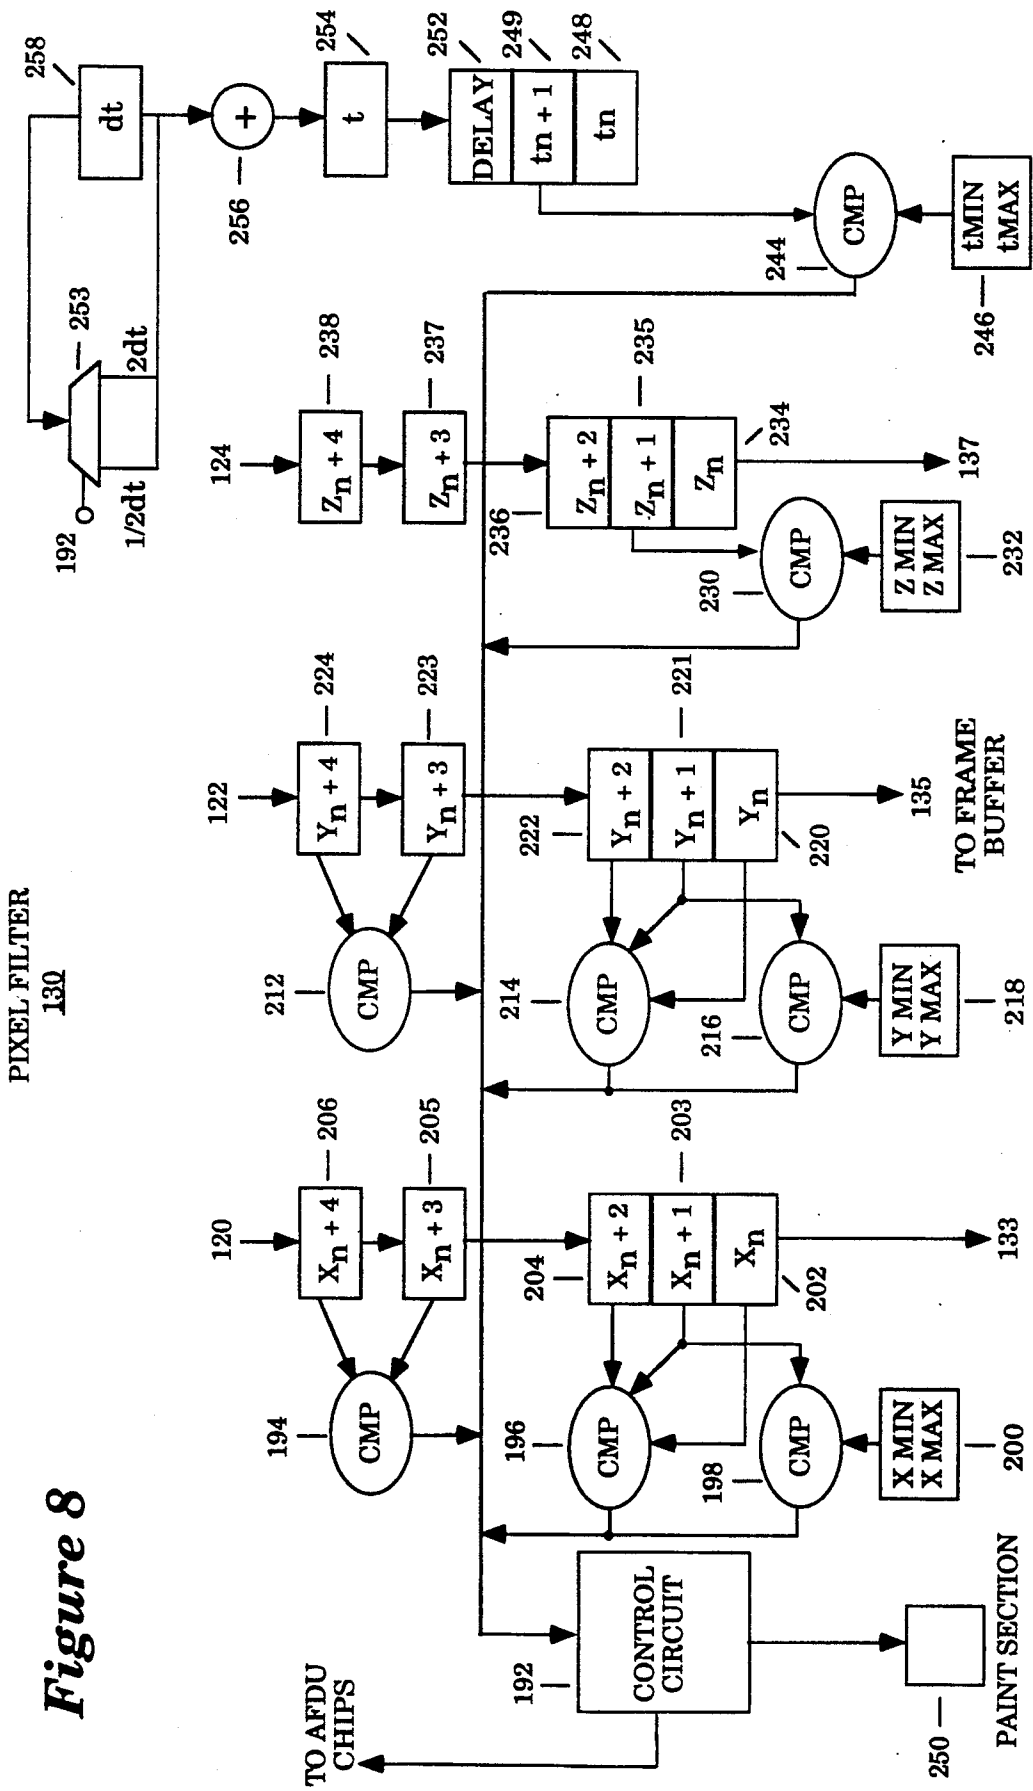 Figure 8
PIXEL FILTER
130
TO AFDU
CHIPS
192
CONTROL
CIRCUIT
250
PAINT SECTION
120
Xn + 4
206
Xn + 3
205
194
CMP
204
Xn + 2
Xn + 1
203
Xn
202
196
CMP
198
CMP
X MIN
X MAX
200
133
122
Yn + 4
224
Yn + 3
223
212
CMP
222
Yn + 2
Yn + 1
221
Yn
220
214
CMP
216
CMP
Y MIN
Y MAX
218
135
TO FRAME
BUFFER
124
Zn + 4
238
Zn + 3
237
236
Zn + 2
Zn + 1
235
Zn
234
230
CMP
Z MIN
Z MAX
232
137
192
253
1/2dt
2dt
dt
258
256
+
t
254
DELAY
252
tn + 1
249
tn
248
244
CMP
tMIN
tMAX
246